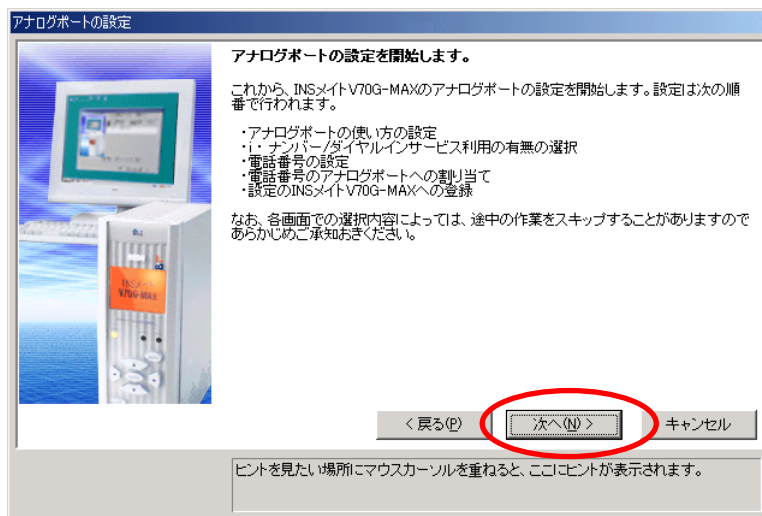 アナログポートの設定
アナログポートの設定を開始します。
これから、INSメイトV70G-MAXのアナログポートの設定を開始します。設定は次の順
番で行われます。
・アナログポートの使い方の設定
・i・ナンバー/ダイヤルインサービス利用の有無の選択
・電話番号の設定
・電話番号のアナログポートへの割り当て
・設定のINSメイトV70G-MAXへの登録
なお、各画面での選択内容によっては、途中の作業をスキップすることがありますので
あらかじめご承知おきください。
INSメイト
V70G-MAX
< 戻る(P)
次へ(N) >
キャンセル
ヒントを見たい場所にマウスカーソルを重ねると、ここにヒントが表示されます。